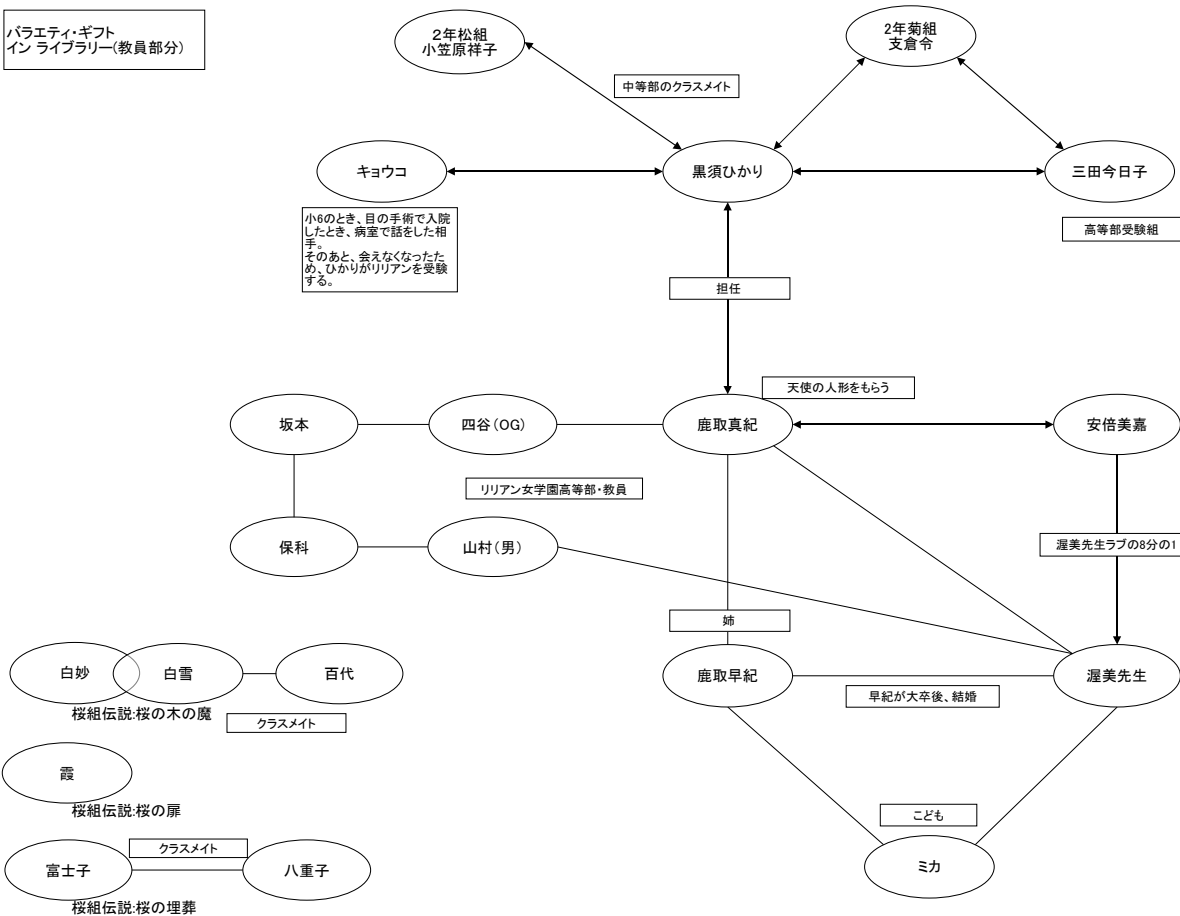 バラエティ・ギフト
イン ライブラリー(教員部分)
２年松組
小笠原祥子
2年菊組
支倉令
中等部のクラスメイト
キョウコ
黒須ひかり
三田今日子
小6のとき、目の手術で入院
したとき、病室で話をした相
手。
そのあと、会えなくなったた
め、ひかりがリリアンを受験
する。
高等部受験組
担任
天使の人形をもらう
坂本
四谷（OG）
鹿取真紀
安倍美嘉
リリアン女学園高等部・教員
保科
山村（男）
渥美先生ラブの8分の1
姉
白妙
白雪
百代
鹿取早紀
渥美先生
早紀が大卒後、結婚
桜組伝説:桜の木の魔
クラスメイト
霞
桜組伝説:桜の扉
こども
クラスメイト
富士子
八重子
ミカ
桜組伝説:桜の埋葬